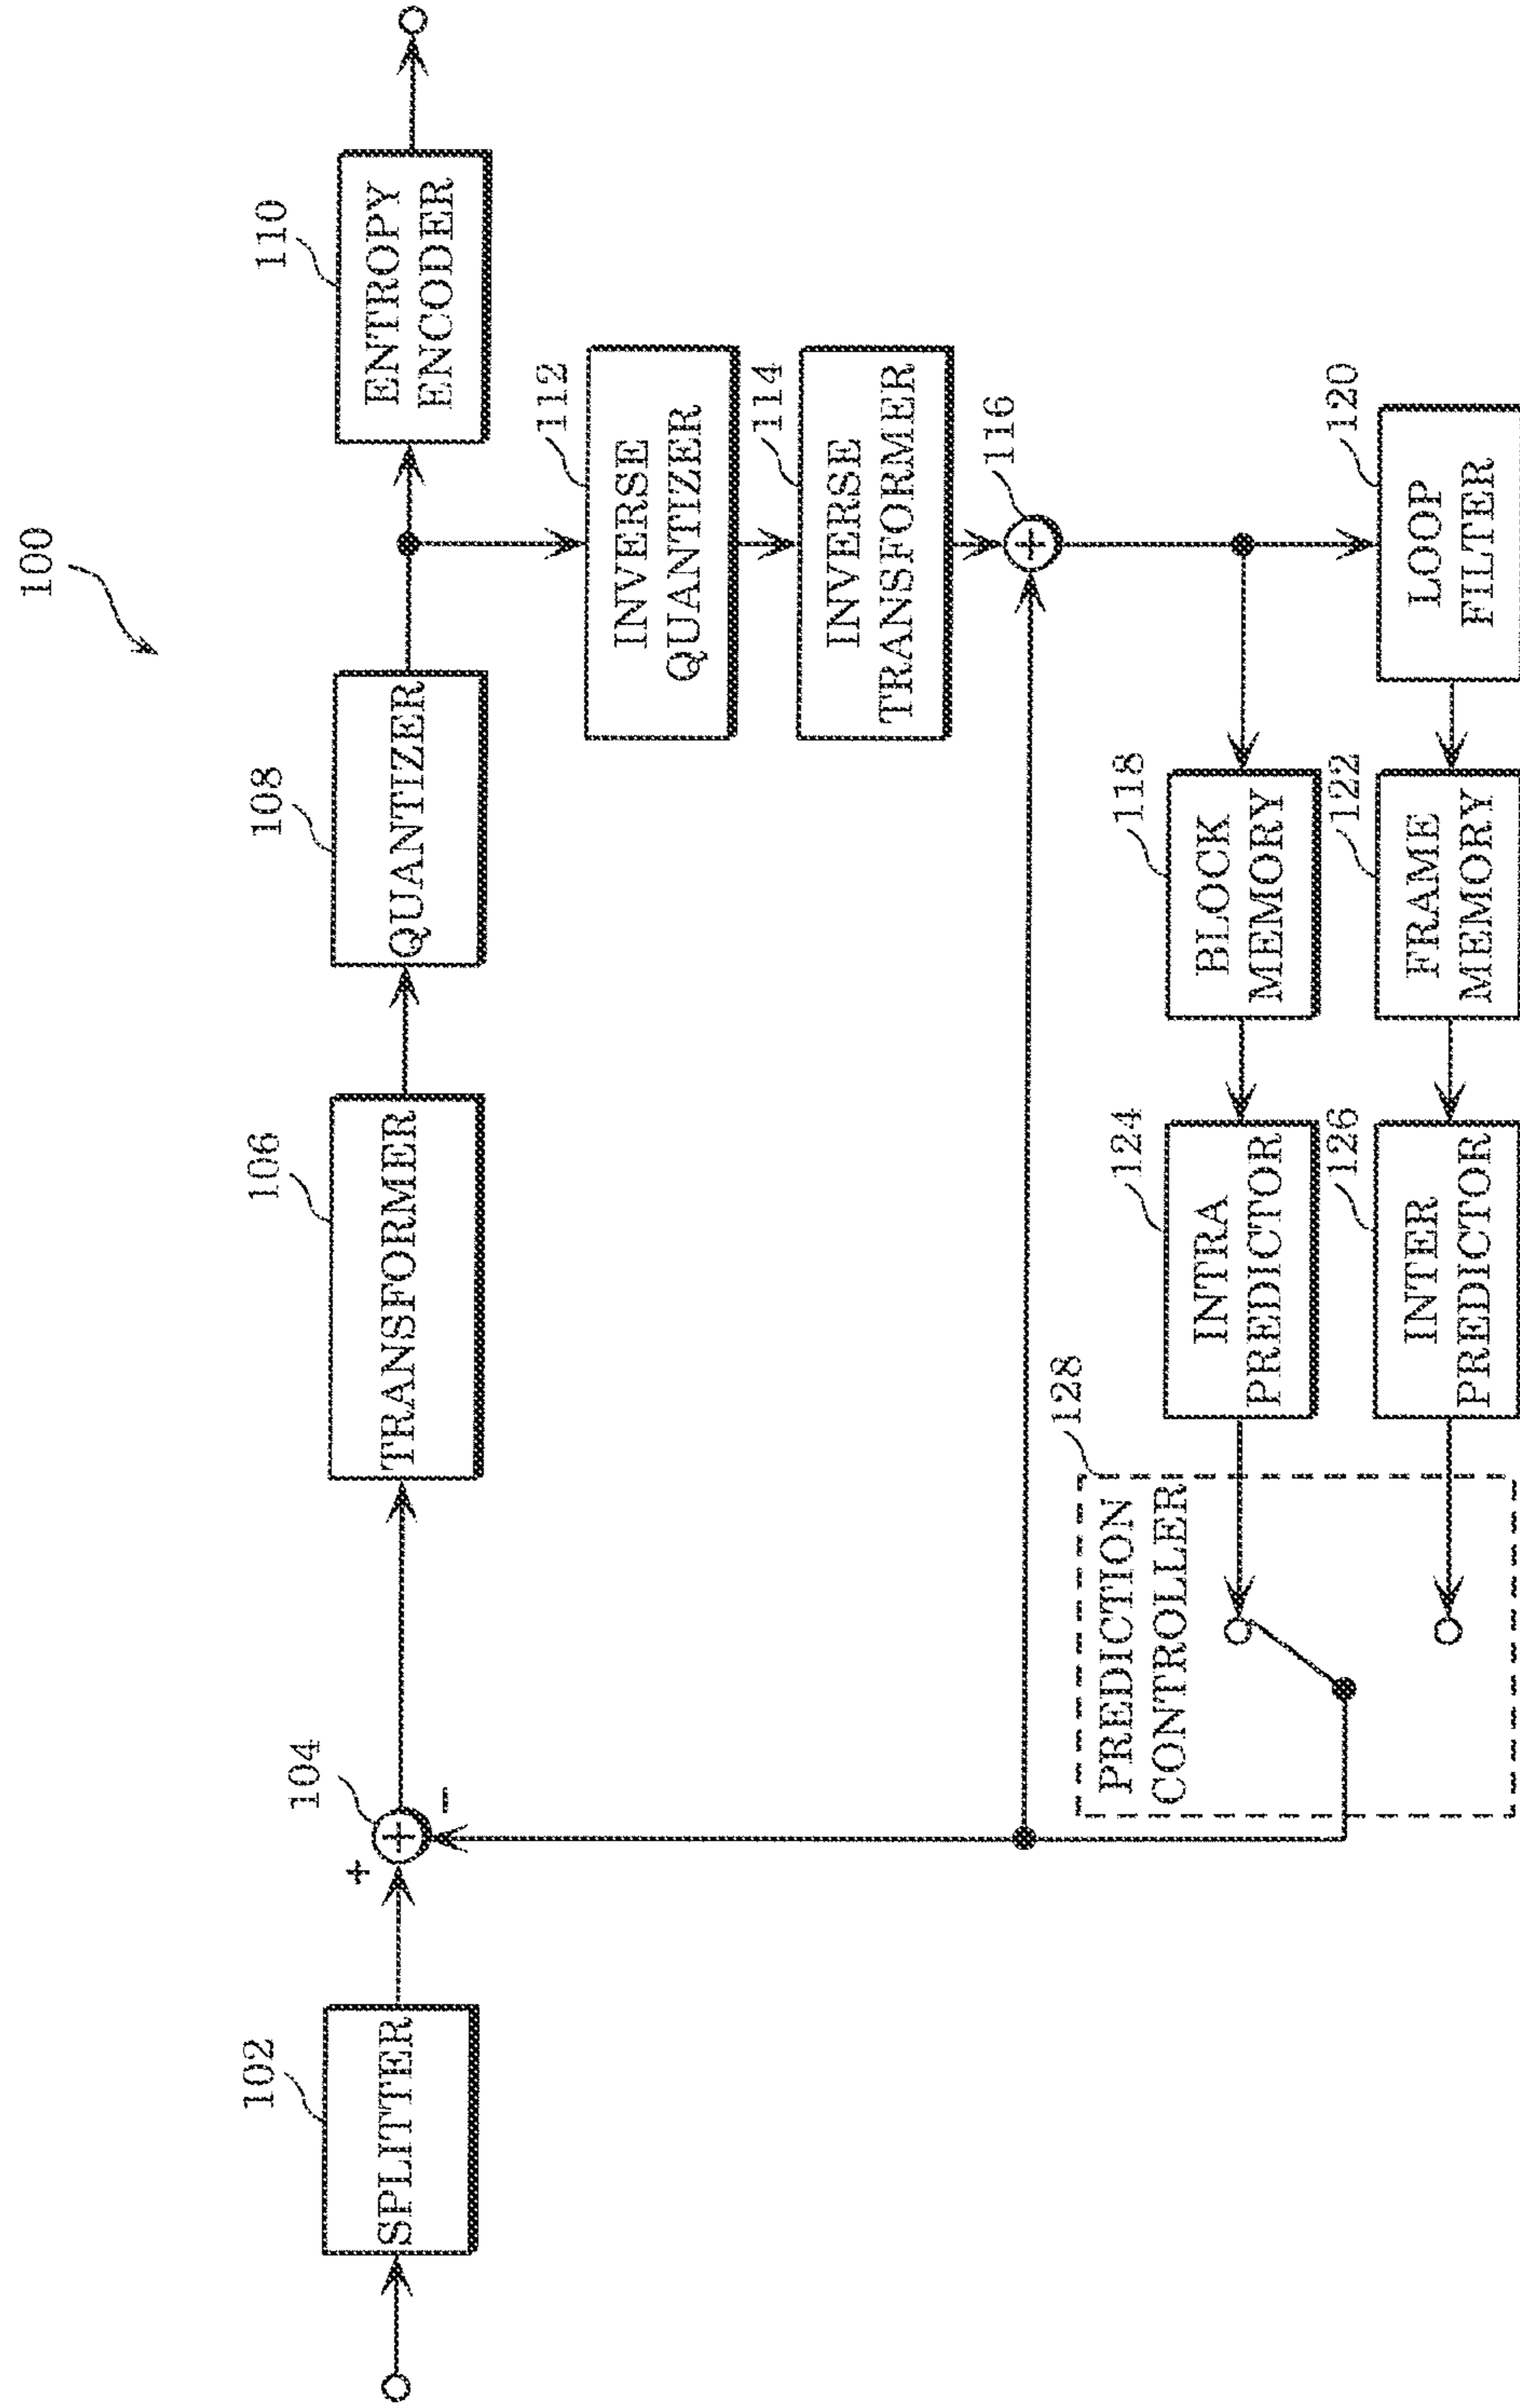 100
102
SPLITTER
104
+
-
106
TRANSFORMER
108
QUANTIZER
110
ENTROPY
ENCODER
112
INVERSE
QUANTIZER
114
INVERSE
TRANSFORMER
116
128
PREDICTION
CONTROLLER
124
INTRA
PREDICTOR
118
BLOCK
MEMORY
126
INTER
PREDICTOR
122
FRAME
MEMORY
120
LOOP
FILTER